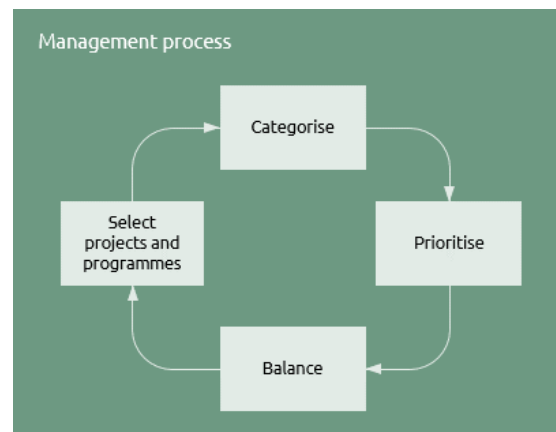 Management process
Categorise
Select
projects and
programmes
Prioritise
Balance